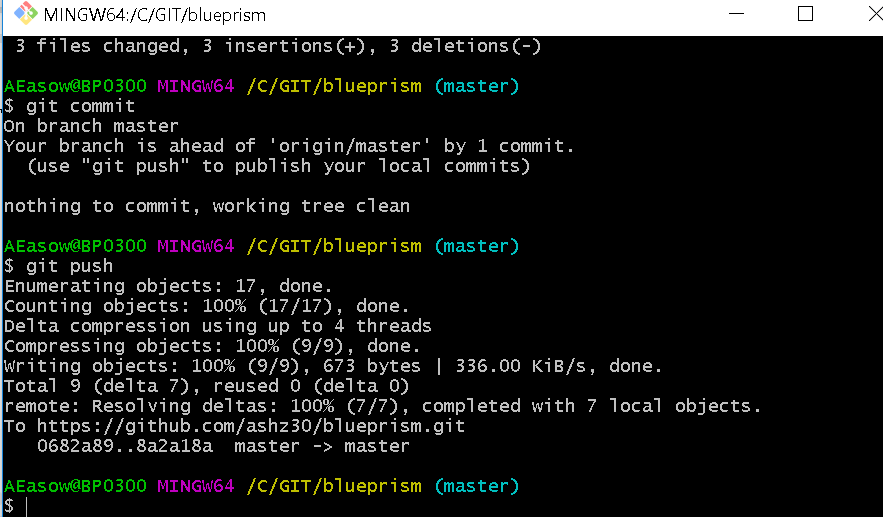 MINGW64:/C/GIT/blueprism
3 files changed, 3 insertions(+), 3 deletions(-)
AEasow@BP0300 MINGW64 /C/GIT/blueprism (master)
$ git commit
On branch master
Your branch is ahead of 'origin/master' by 1 commit.
  (use "git push" to publish your local commits)
nothing to commit, working tree clean
AEasow@BP0300 MINGW64 /C/GIT/blueprism (master)
$ git push
Enumerating objects: 17, done.
Counting objects: 100% (17/17), done.
Delta compression using up to 4 threads
Compressing objects: 100% (9/9), done.
Writing objects: 100% (9/9), 673 bytes | 336.00 KiB/s, done.
Total 9 (delta 7), reused 0 (delta 0)
remote: Resolving deltas: 100% (7/7), completed with 7 local objects.
To https://github.com/ashz30/blueprism.git
   0682a89..8a2a18a  master -> master
AEasow@BP0300 MINGW64 /C/GIT/blueprism (master)
$